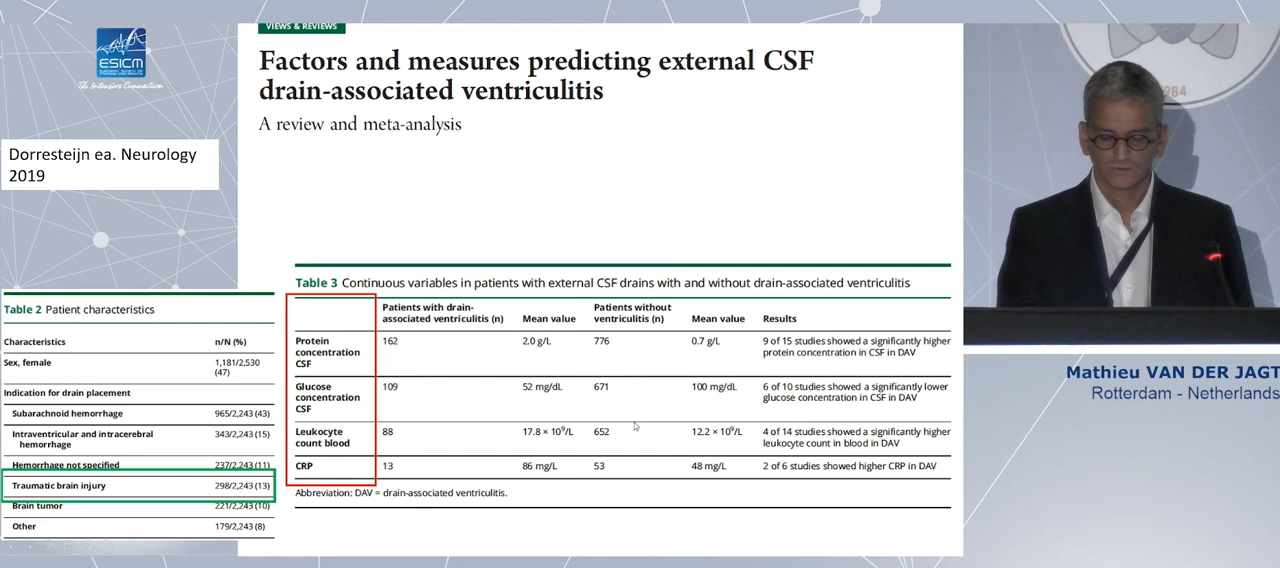 VIEWS & REVIEWS
Factors and measures predicting external CSF
drain-associated ventriculitis
A review and meta-analysis
ESICM
The Intensive Connection
Dorresteijn ea. Neurology
2019
984
Table 3 Continuous variables in patients with external CSF drains with and without drain-associated ventriculitis
Patients with drain-
associated ventriculitis (n) Mean value Patients without
ventriculitis (n) Mean value Results
Protein
concentration
CSF 162 2.0 g/L 776 0.7 g/L 9 of 15 studies showed a significantly higher
protein concentration in CSF in DAV
Glucose
concentration
CSF 109 52 mg/dL 671 100 mg/dL 6 of 10 studies showed a significantly lower
glucose concentration in CSF in DAV
Leukocyte
count blood 88 17.8 × 10⁹/L 652 12.2 × 10⁹/L 4 of 14 studies showed a significantly higher
leukocyte count in blood in DAV
CRP 13 86 mg/L 53 48 mg/L 2 of 6 studies showed higher CRP in DAV
Abbreviation: DAV = drain-associated ventriculitis.
Table 2 Patient characteristics
Characteristics n/N (%)
Sex, female 1,181/2,530
(47)
Indication for drain placement
Subarachnoid hemorrhage 965/2,243 (43)
Intraventricular and intracerebral 343/2,243 (15)
hemorrhage
Hemorrhage not specified 237/2,243 (11)
Traumatic brain injury 298/2,243 (13)
Brain tumor 221/2,243 (10)
Other 179/2,243 (8)
Mathieu VAN DER JAGT
Rotterdam - Netherlands